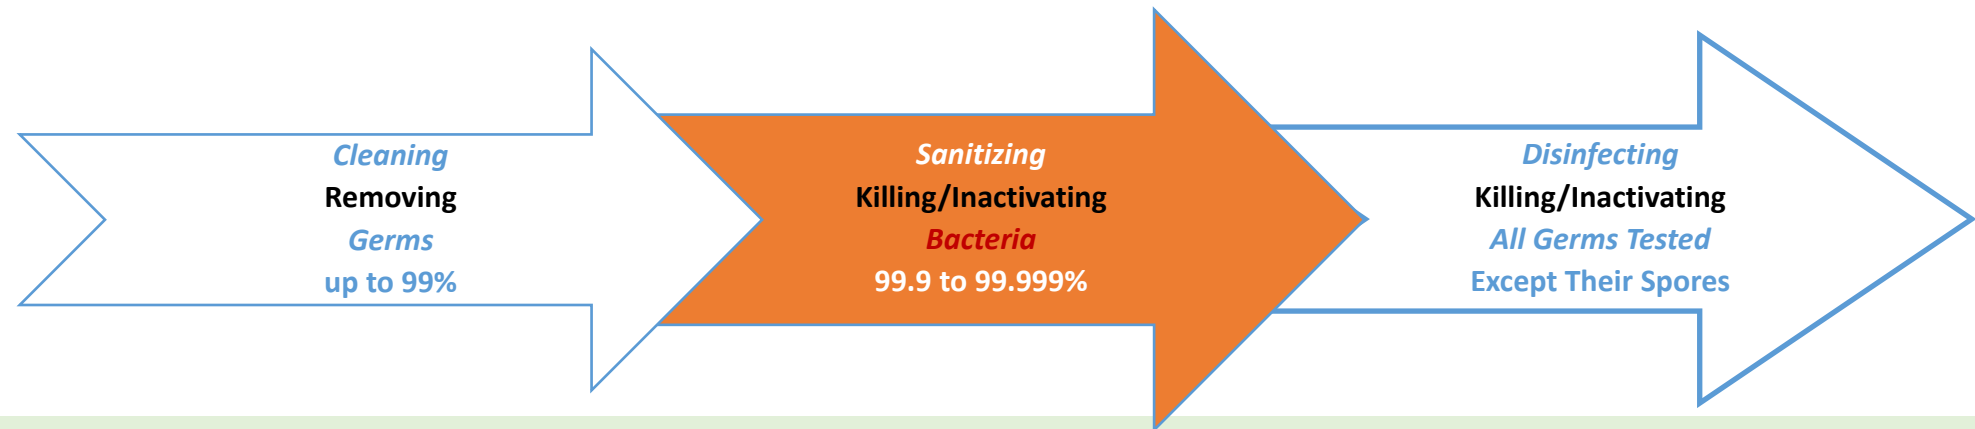 Cleaning
Removing
Germs
up to 99%
Sanitizing
Killing/Inactivating
Bacteria
99.9 to 99.999%
Disinfecting
Killing/Inactivating
All Germs Tested
Except Their Spores